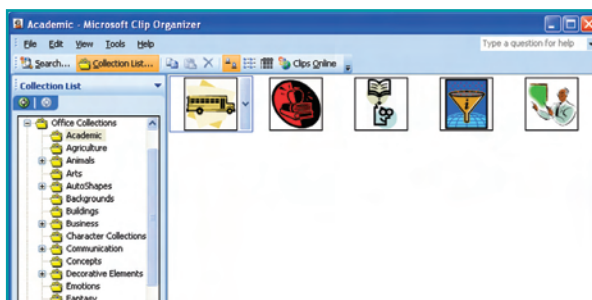 Academic - Microsoft Clip Organizer
File Edit View Tools Help
Type a question for help
Search... Collection List... Clips Online
Collection List
Office Collections
Academic
Agriculture
Animals
Arts
AutoShapes
Backgrounds
Buildings
Business
Character Collections
Communication
Concepts
Decorative Elements
Emotions
Fantasy